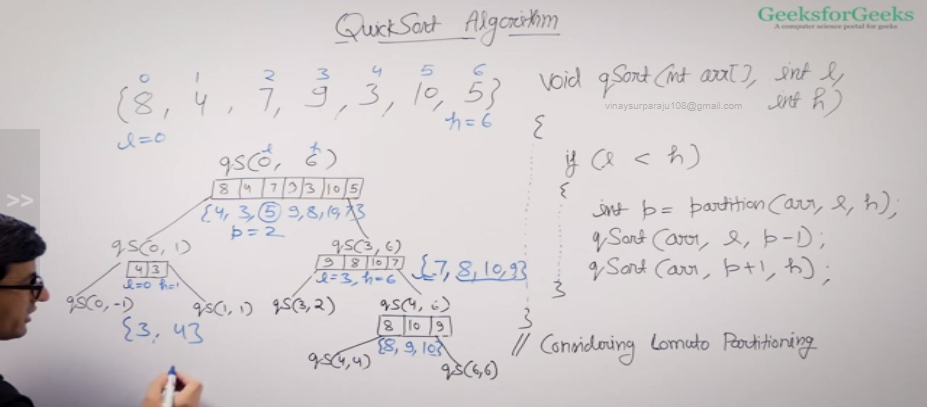 QuickSort Algorithm
GeeksforGeeks
A computer science portal for geeks
0 1 2 3 4 5 6
{8, 4, 7, 9, 3, 10, 5}
l=0
h=6
l h
qS(0, 6)
8 4 7 9 3 10 5
{4, 3, 5 9, 8, 10, 7}
p=2
qS(0, 1)
4 3
l=0 h=1
qS(0,-1)
qS(1, 1)
{3, 4}
qS(3, 6)
9 8 10 7
{7, 8, 10, 9}
l=3, h=6
qS(3, 2)
qS(4, 6)
8 10 9
{8, 9, 10}
qS(4,4)
qS(6,6)
void qSort(int arr[], int l,
int h)
vinaysurparaju108@gmail.com
{
if (l < h)
{
int p = partition(arr, l, h);
qSort(arr, l, p-1);
qSort(arr, p+1, h);
}
}
// Considering Lomuto Partitioning
>>